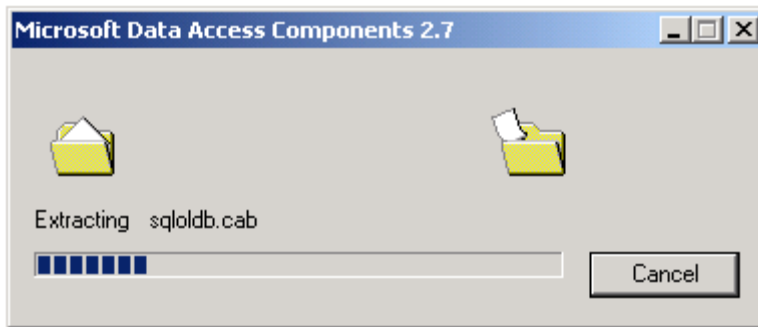 Microsoft Data Access Components 2.7
Extracting sqloldb.cab
Cancel